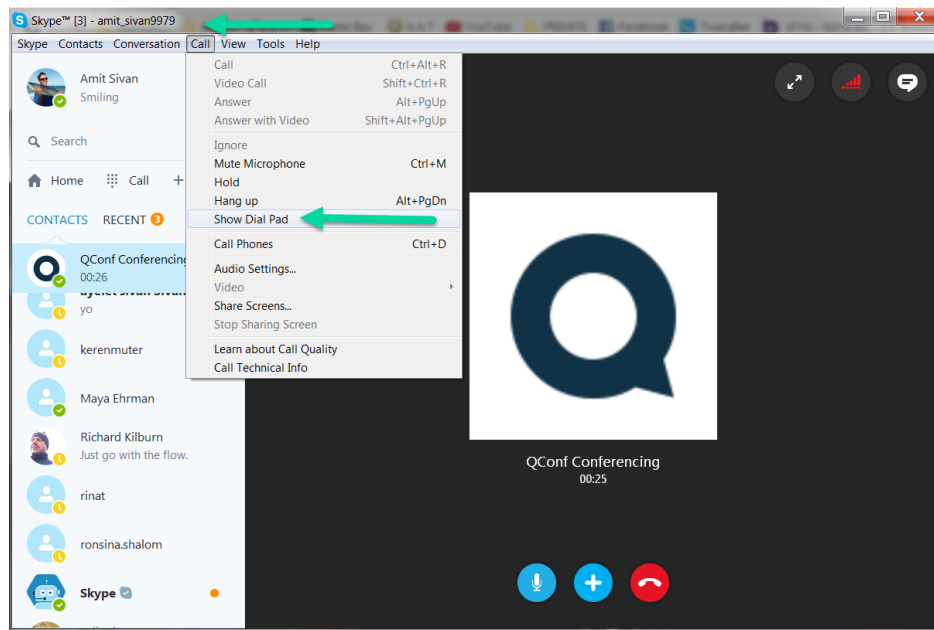 Skype™ [3] - amit_sivan9979
Skype Contacts Conversation Call View Tools Help
Amit Sivan
Smiling
Search
Home Call +
CONTACTS RECENT 3
QConf Conferencing
00:26
yo
kerenmuter
Maya Ehrman
Richard Kilburn
Just go with the flow.
rinat
ronsina.shalom
Skype
Call Ctrl+Alt+R
Video Call Shift+Ctrl+R
Answer Alt+PgUp
Answer with Video Shift+Alt+PgUp
Ignore
Mute Microphone Ctrl+M
Hold
Hang up Alt+PgDn
Show Dial Pad
Call Phones Ctrl+D
Audio Settings...
Video
Share Screens...
Stop Sharing Screen
Learn about Call Quality
Call Technical Info
QConf Conferencing
00:25